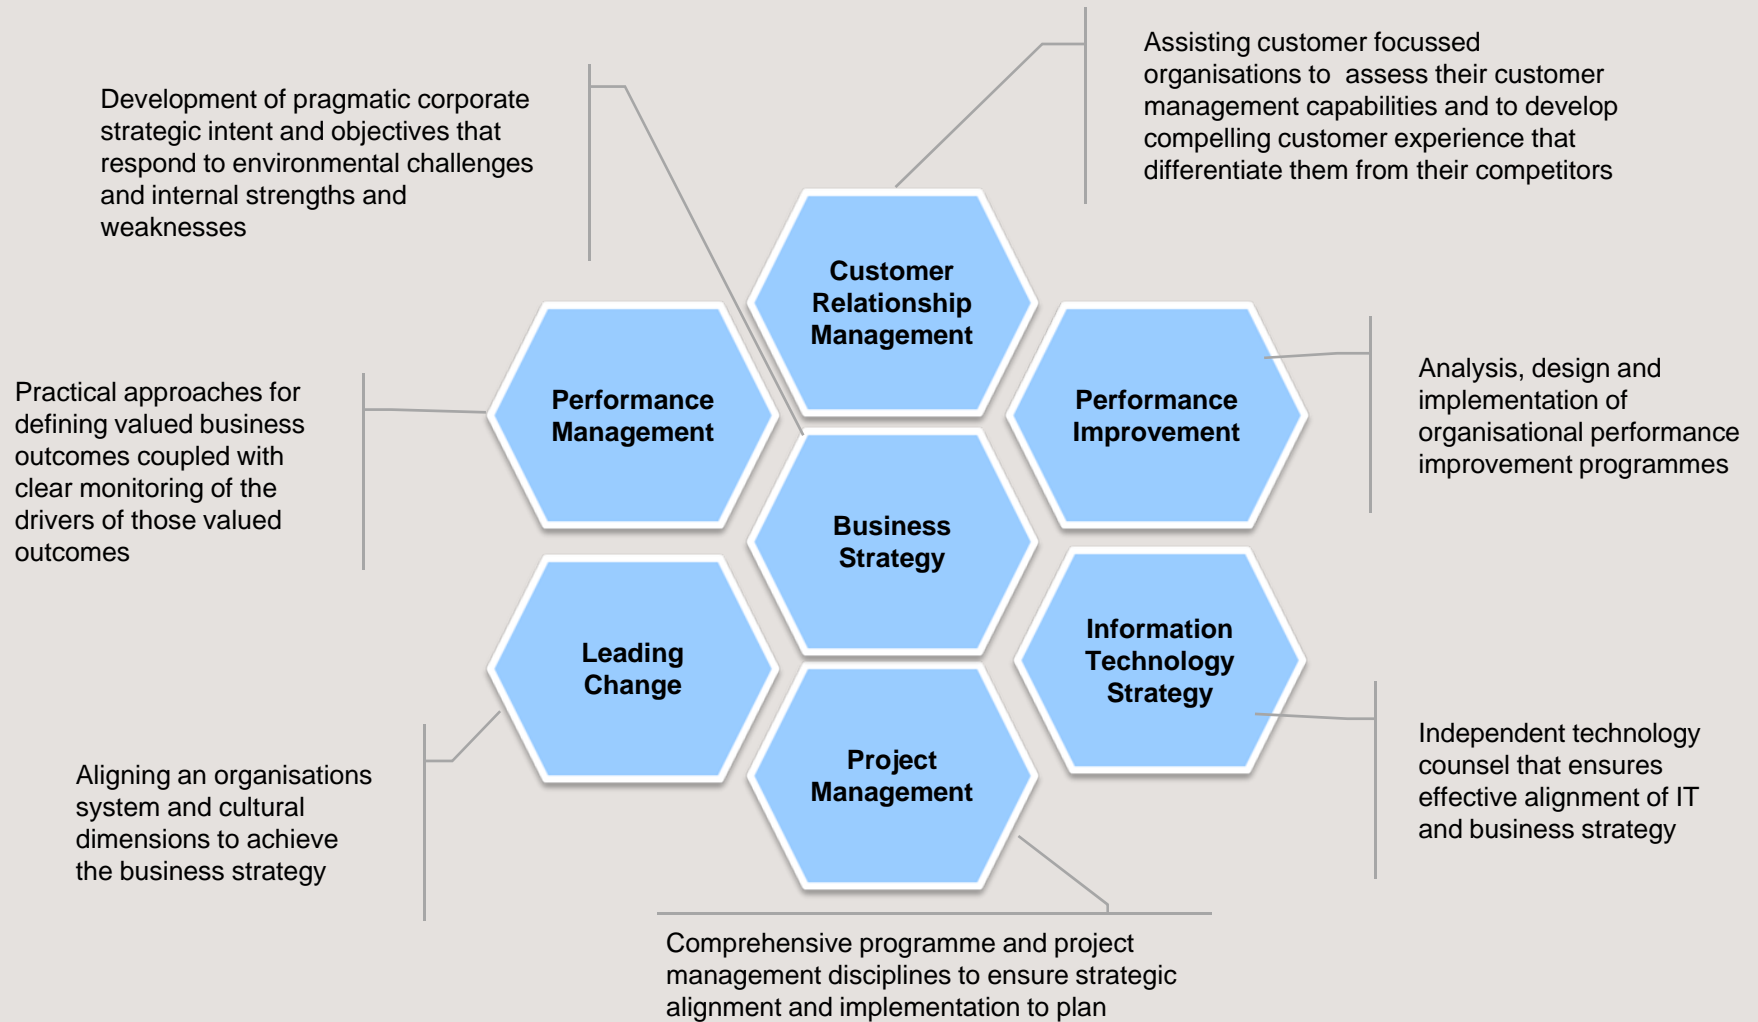 Assisting customer focussed
organisations to  assess their customer
management capabilities and to develop
compelling customer experience that
differentiate them from their competitors
Development of pragmatic corporate
strategic intent and objectives that
respond to environmental challenges
and internal strengths and
weaknesses
Customer
Relationship
Management
Performance
Management
Performance
Improvement
Practical approaches for
defining valued business
outcomes coupled with
clear monitoring of the
drivers of those valued
outcomes
Analysis, design and
implementation of
organisational performance
improvement programmes
Business
Strategy
Leading
Change
Information
Technology
Strategy
Project
Management
Aligning an organisations
system and cultural
dimensions to achieve
the business strategy
Independent technology
counsel that ensures
effective alignment of IT
and business strategy
Comprehensive programme and project
management disciplines to ensure strategic
alignment and implementation to plan